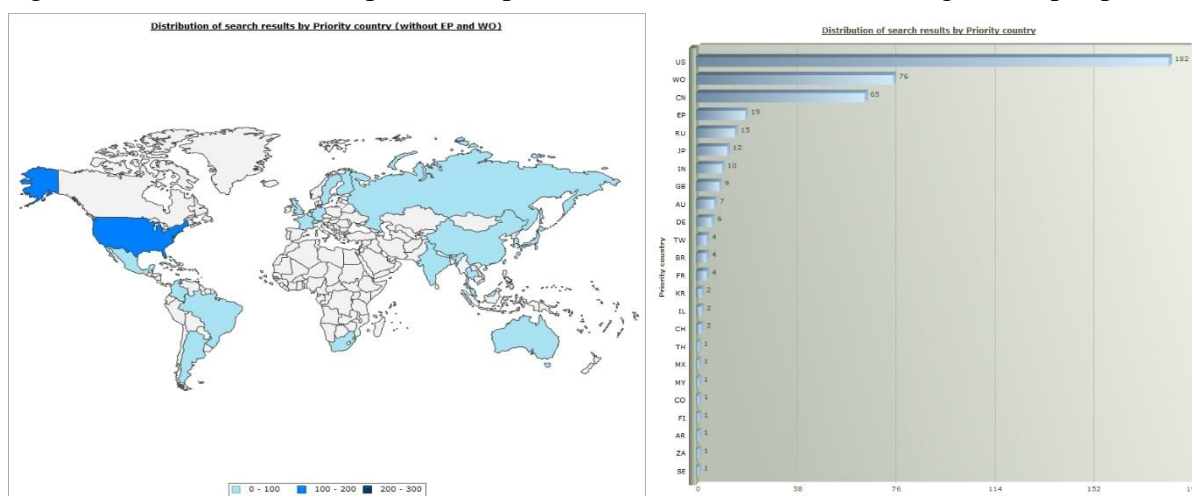 Distribution of search results by Priority country (without EP and WO)
0 - 100 100 - 200 200 - 300
Distribution of search results by Priority country
Priority country
US 182
WO 76
CN 65
EP 19
RU 15
JP 12
IN 10
GB 9
AU 7
DE 6
TW 4
BR 4
FR 4
KR 2
IL 2
CH 2
TH 1
MX 1
MY 1
CO 1
FI 1
AR 1
ZA 1
SE 1
0 38 76 114 152